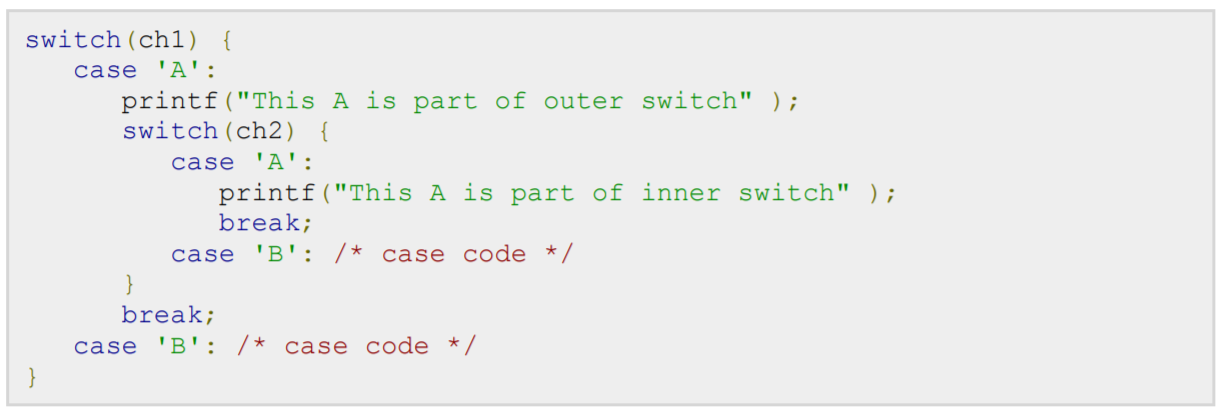 switch(ch1) {
   case 'A':
      printf("This A is part of outer switch" );
      switch(ch2) {
         case 'A':
            printf("This A is part of inner switch" );
            break;
         case 'B': /* case code */
      }
      break;
   case 'B': /* case code */
}